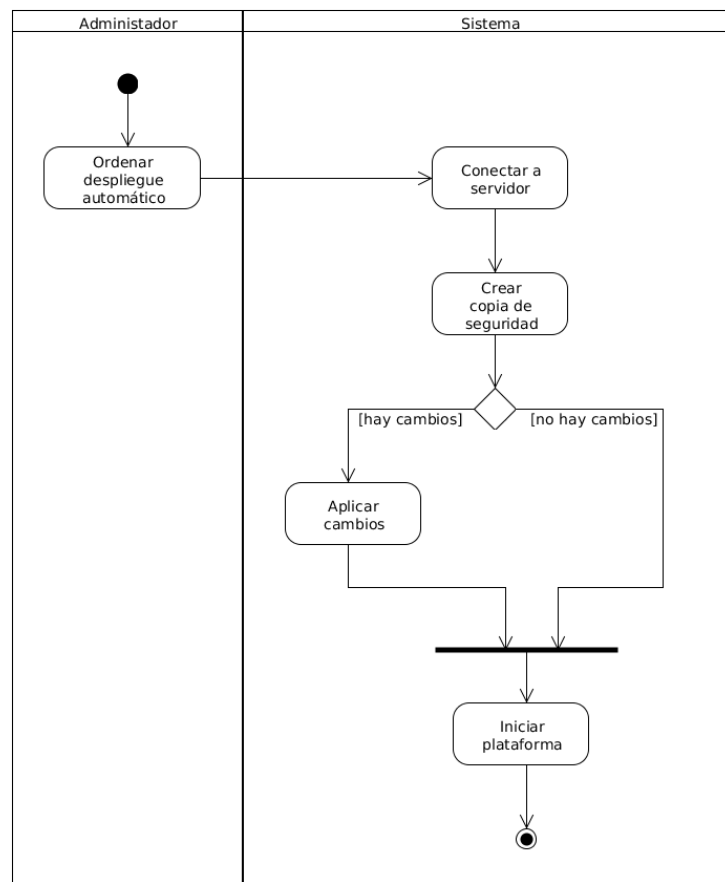 Administador
Sistema
Ordenar
despliegue
automático
Conectar a
servidor
Crear
copia de
seguridad
[hay cambios]
[no hay cambios]
Aplicar
cambios
Iniciar
plataforma